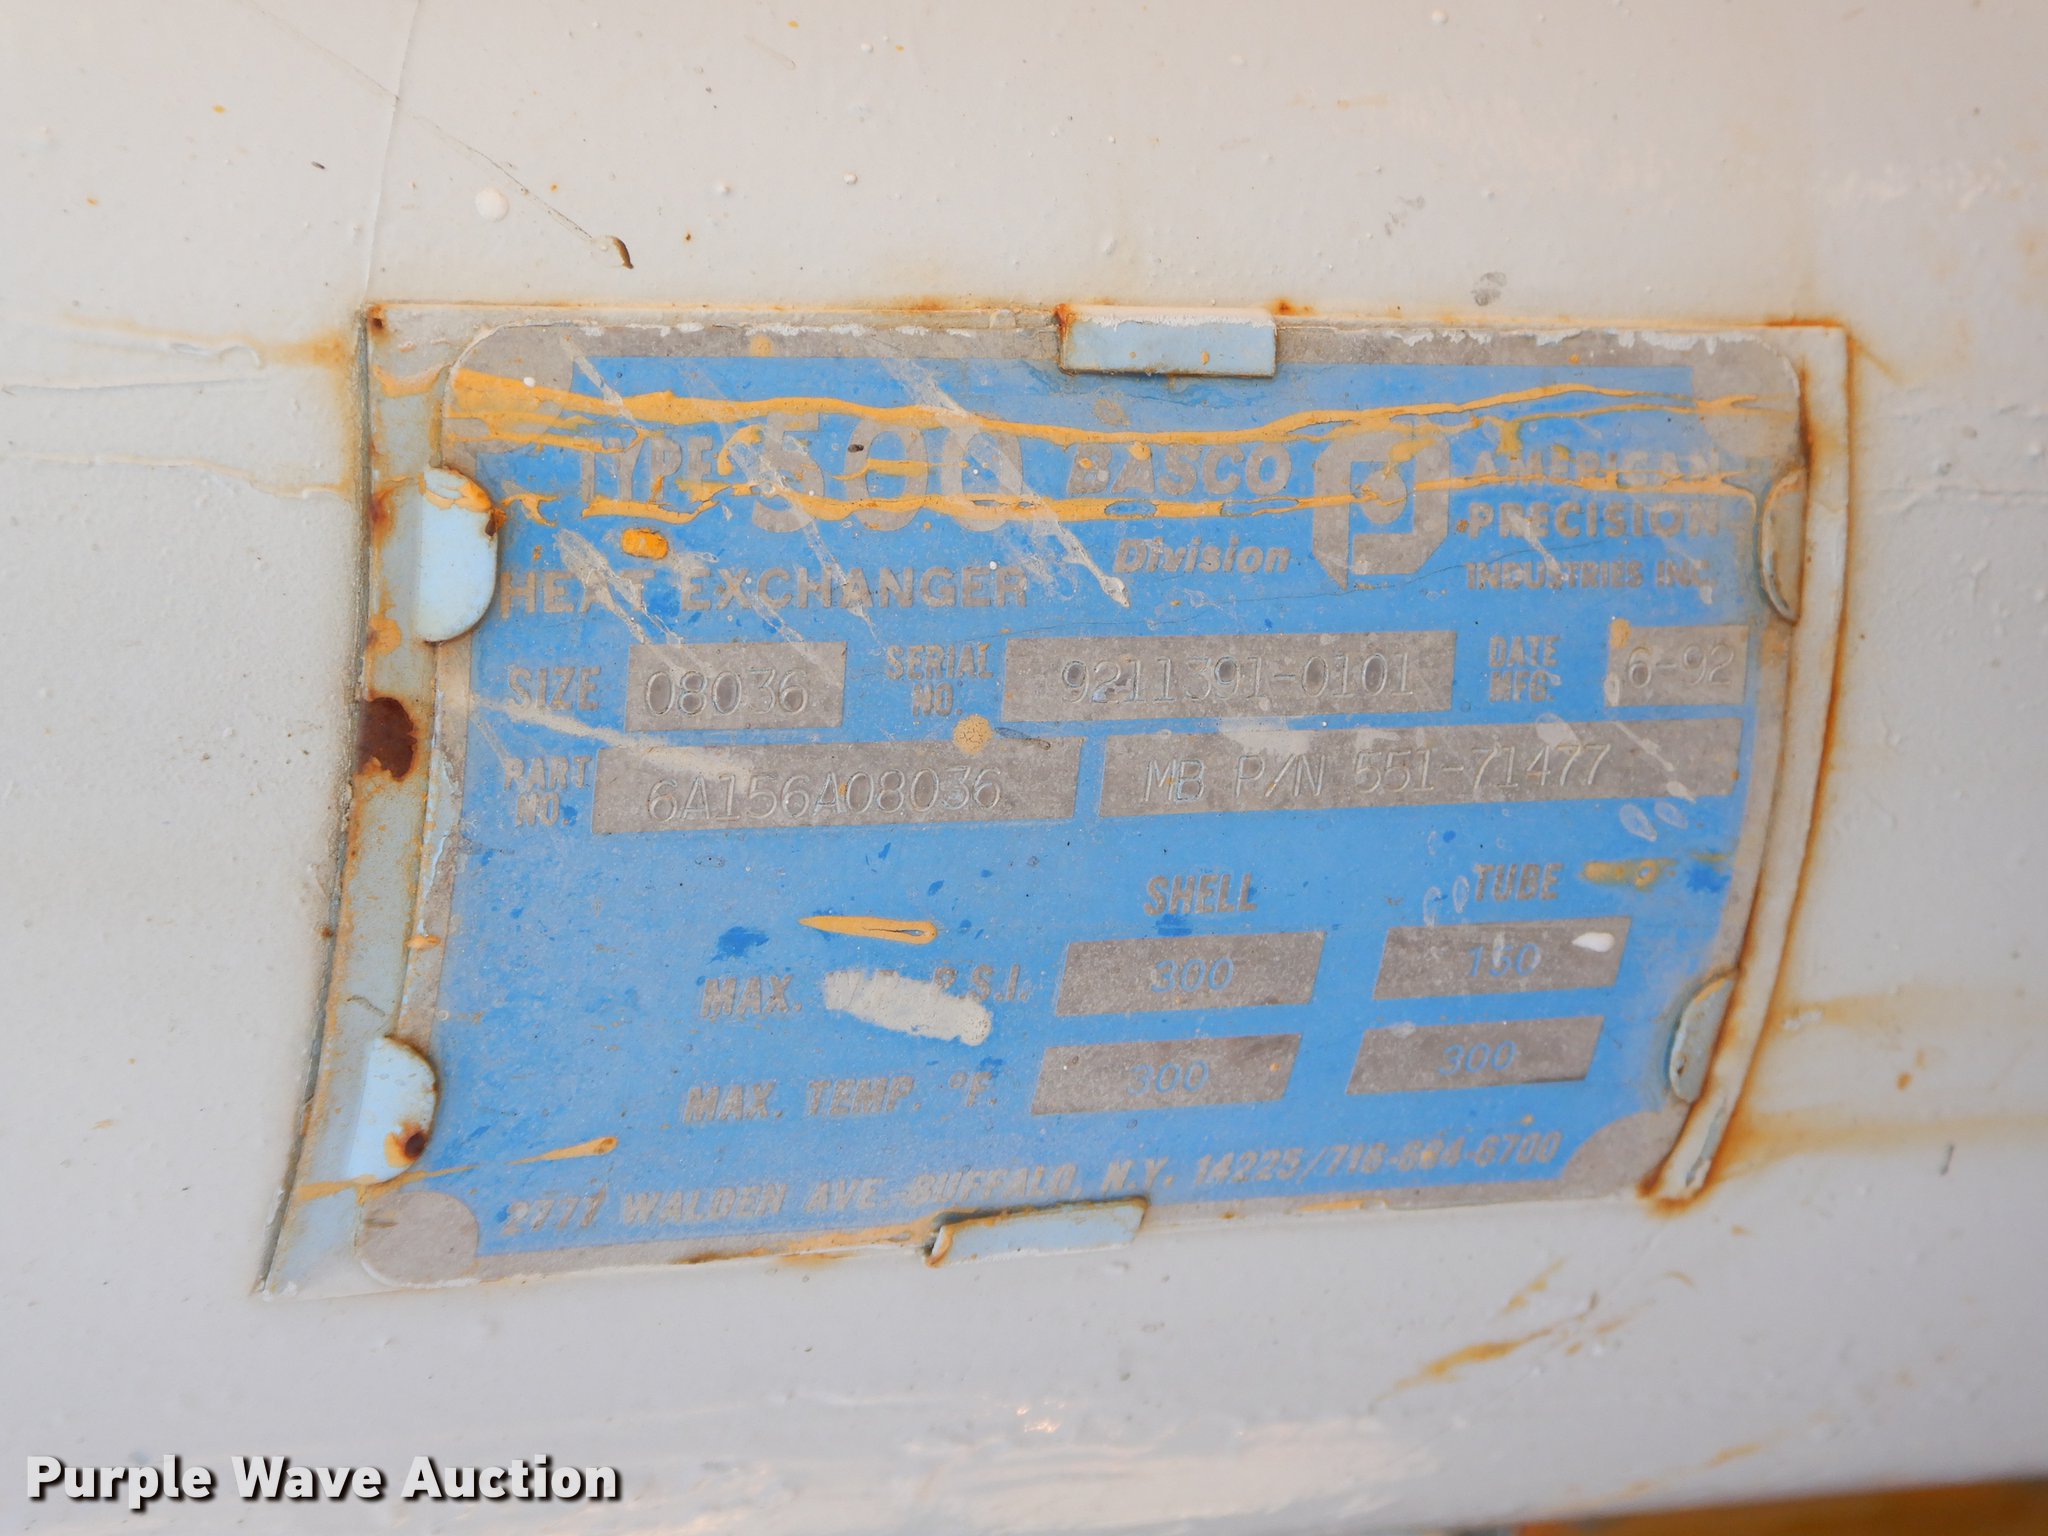 TYPE 500 BASCO AMERICAN
PRECISION
Division INDUSTRIES INC.
HEAT EXCHANGER
SIZE 08036 SERIAL NO. 9211391-0101 DATE MFG. 6-92
PART NO. 6A156A08036 MB P/N 551-71477
SHELL TUBE
MAX. P.S.I. 300 150
MAX. TEMP. °F. 300 300
2777 WALDEN AVE. BUFFALO, N.Y. 14225/716-684-6700
Purple Wave Auction